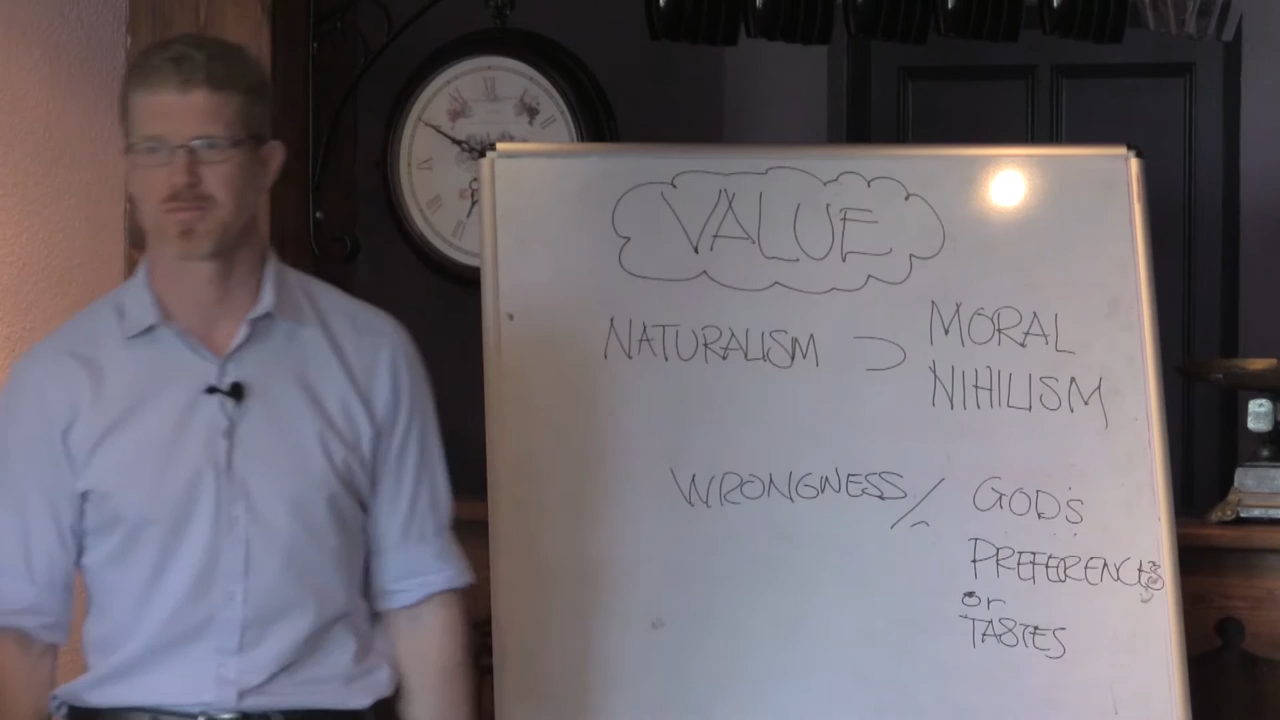 VALUE
NATURALISM ⊃ MORAL
NIHILISM
WRONGNESS / GOD'S
PREFERENCES
or
TASTES